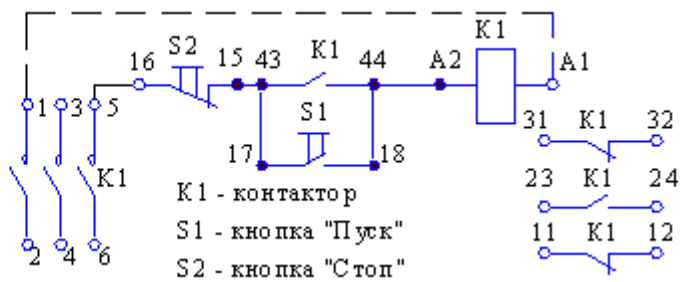 K1
S2 K1
16 15 43 44 A2 A1
1 3 5 S1
31 K1 32
17 18
K1
K1 - контактор
23 K1 24
S1 - кнопка "Пуск"
11 K1 12
2 4 6
S2 - кнопка "Стоп"